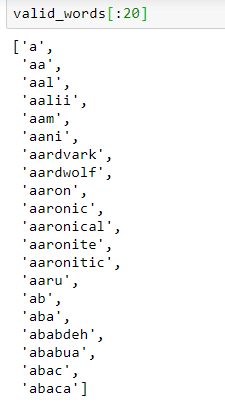 valid_words[:20]
['a',
'aa',
'aal',
'aalii',
'aam',
'aani',
'aardvark',
'aardwolf',
'aaron',
'aaronic',
'aaronical',
'aaronite',
'aaronitic',
'aaru',
'ab',
'aba',
'ababdeh',
'ababua',
'abac',
'abaca']